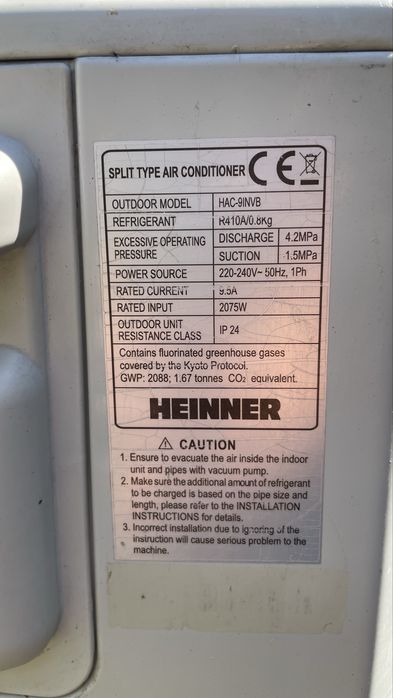 SPLIT TYPE AIR CONDITIONER CE
OUTDOOR MODEL HAC-9INVB
REFRIGERANT R410A/0.8Kg
EXCESSIVE OPERATING PRESSURE DISCHARGE 4.2MPa
SUCTION 1.5MPa
POWER SOURCE 220-240V~ 50Hz, 1Ph
RATED CURRENT 9.5A
RATED INPUT 2075W
OUTDOOR UNIT RESISTANCE CLASS IP 24
Contains fluorinated greenhouse gases
covered by the Kyoto Protocol.
GWP: 2088; 1.67 tonnes CO₂ equivalent.
HEINNER
⚠ CAUTION
1. Ensure to evacuate the air inside the indoor
unit and pipes with vacuum pump.
2. Make sure the additional amount of refrigerant
to be charged is based on the pipe size and
length, please refer to the INSTALLATION
INSTRUCTIONS for details.
3. Incorrect installation due to ignoring of the
instruction will cause serious problem to the
machine.